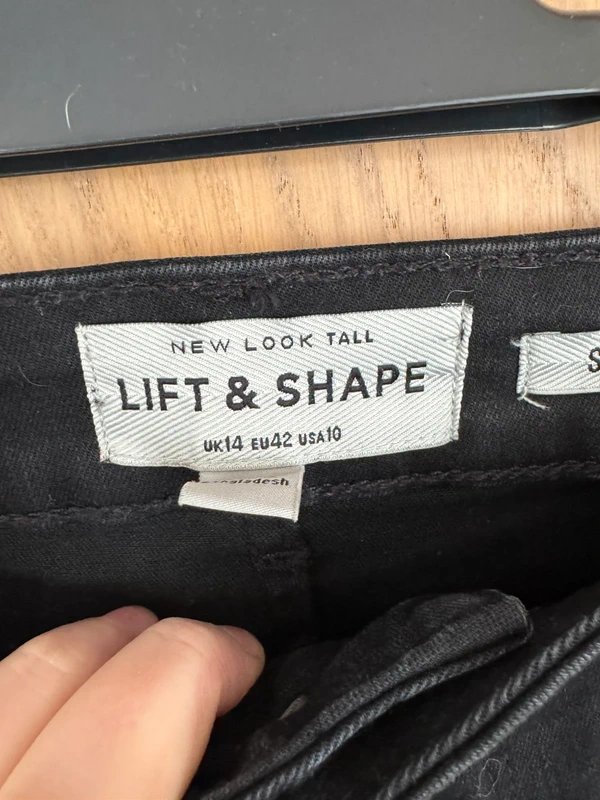 NEW LOOK TALL
LIFT & SHAPE
UK14 EU42 USA10
S